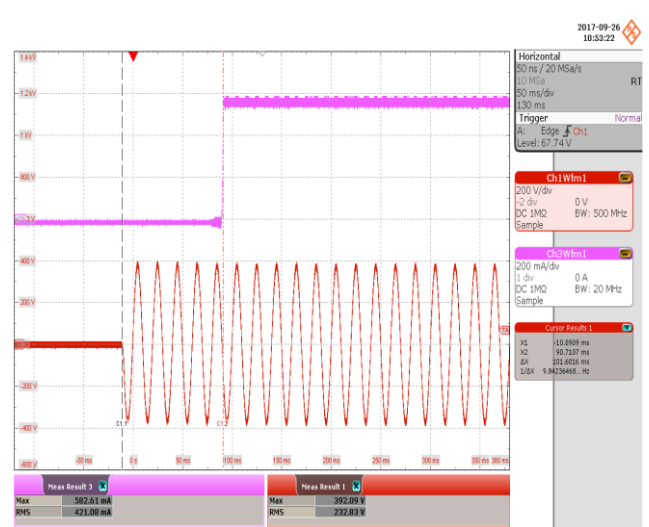 2017-09-26
10:53:22
Horizontal
50 ns / 20 MSa/s
10 MSa RT
50 ms/div
130 ms
Trigger Normal
A: Edge Ch1
Level: 67.74 V
1.2 kV
1 kV
800 V
400 V
200 V
-200 V
-400 V
-600 V
-50 ms 0 s 50 ms 100 ms 150 ms 200 ms 250 ms 300 ms 350 ms 380 ms
C1.1 C1.2
TA
Ch1Wfm1
200 V/div
-2 div 0 V
DC 1MΩ BW: 500 MHz
Sample
Ch3Wfm1
200 mA/div
1 div 0 A
DC 1MΩ BW: 20 MHz
Sample
Cursor Results 1
X1 -10.8909 ms
X2 90.7107 ms
ΔX 101.6016 ms
1/ΔX 9.84236468... Hz
Meas Result 3
Max 582.61 mA
RMS 421.08 mA
Meas Result 1
Max 392.09 V
RMS 232.83 V